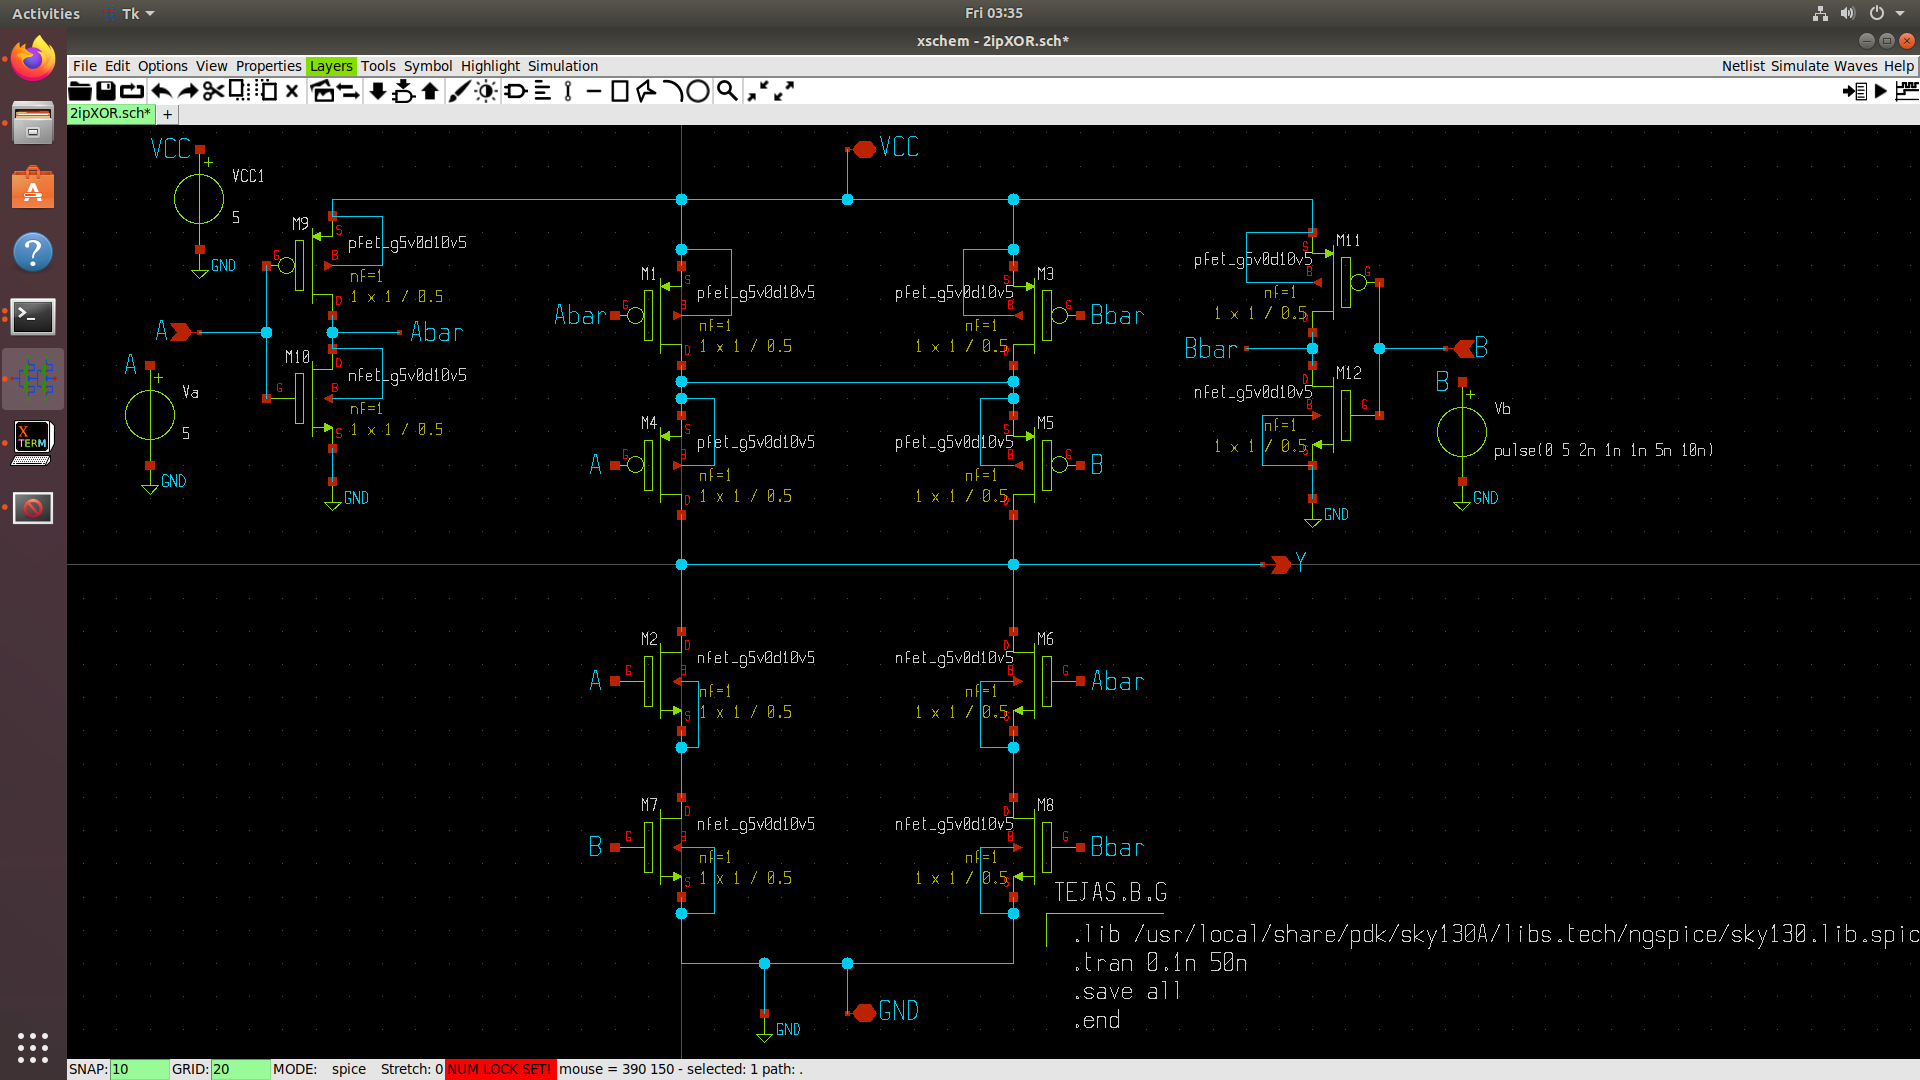 Activities
Tk
Fri 03:35
xschem - 2ipXOR.sch*
File Edit Options View Properties Layers Tools Symbol Highlight Simulation
Netlist Simulate Waves Help
2ipXOR.sch*
+
VCC
+
VCC1
5
GND
VCC
M9
S
pfet_g5v0d10v5
G
B
nf=1
1 x 1 / 0.5
D
A
Abar
M10
D
nfet_g5v0d10v5
G
B
nf=1
1 x 1 / 0.5
S
GND
A
+
Va
5
GND
M1
S
pfet_g5v0d10v5
Abar
G
B
nf=1
1 x 1 / 0.5
D
M3
S
pfet_g5v0d10v5
G
Bbar
B
nf=1
1 x 1 / 0.5
D
M11
S
pfet_g5v0d10v5
G
B
nf=1
1 x 1 / 0.5
D
Bbar
B
M12
D
nfet_g5v0d10v5
G
B
nf=1
1 x 1 / 0.5
S
GND
B
+
Vb
pulse(0 5 2n 1n 1n 5n 10n)
GND
M4
S
pfet_g5v0d10v5
A
G
B
nf=1
1 x 1 / 0.5
D
M5
S
pfet_g5v0d10v5
G
B
B
nf=1
1 x 1 / 0.5
D
Y
M2
D
nfet_g5v0d10v5
A
G
B
nf=1
1 x 1 / 0.5
S
M6
D
nfet_g5v0d10v5
G
Abar
B
nf=1
1 x 1 / 0.5
S
M7
D
nfet_g5v0d10v5
B
G
B
nf=1
1 x 1 / 0.5
S
M8
D
nfet_g5v0d10v5
G
Bbar
B
nf=1
1 x 1 / 0.5
S
GND
GND
TEJAS.B.G
.lib /usr/local/share/pdk/sky130A/libs.tech/ngspice/sky130.lib.spic
.tran 0.1n 50n
.save all
.end
X
TERM
SNAP: 10 GRID: 20 MODE: spice Stretch: 0 NUM LOCK SET! mouse = 390 150 - selected: 1 path: .